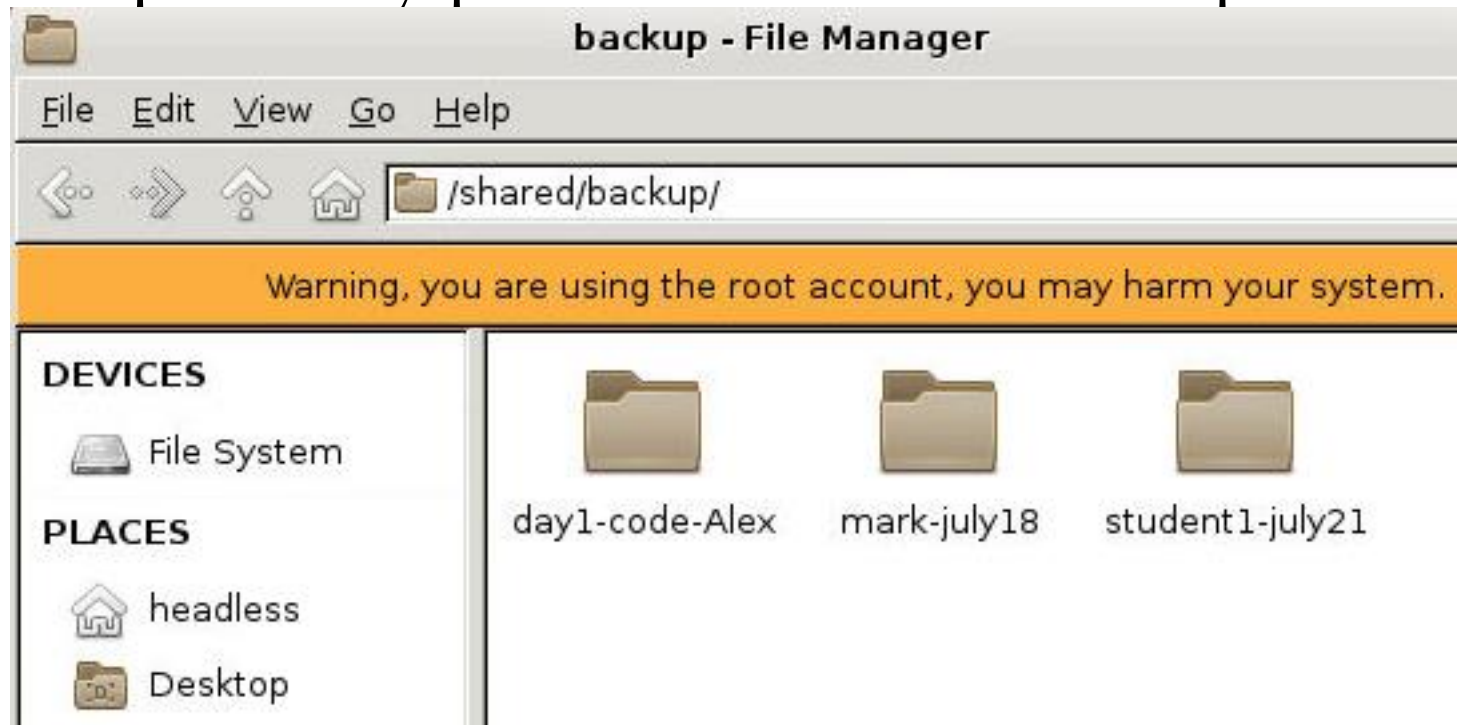 backup - File Manager
File Edit View Go Help
/shared/backup/
Warning, you are using the root account, you may harm your system.
DEVICES
File System
PLACES
headless
Desktop
day1-code-Alex mark-july18 student1-july21